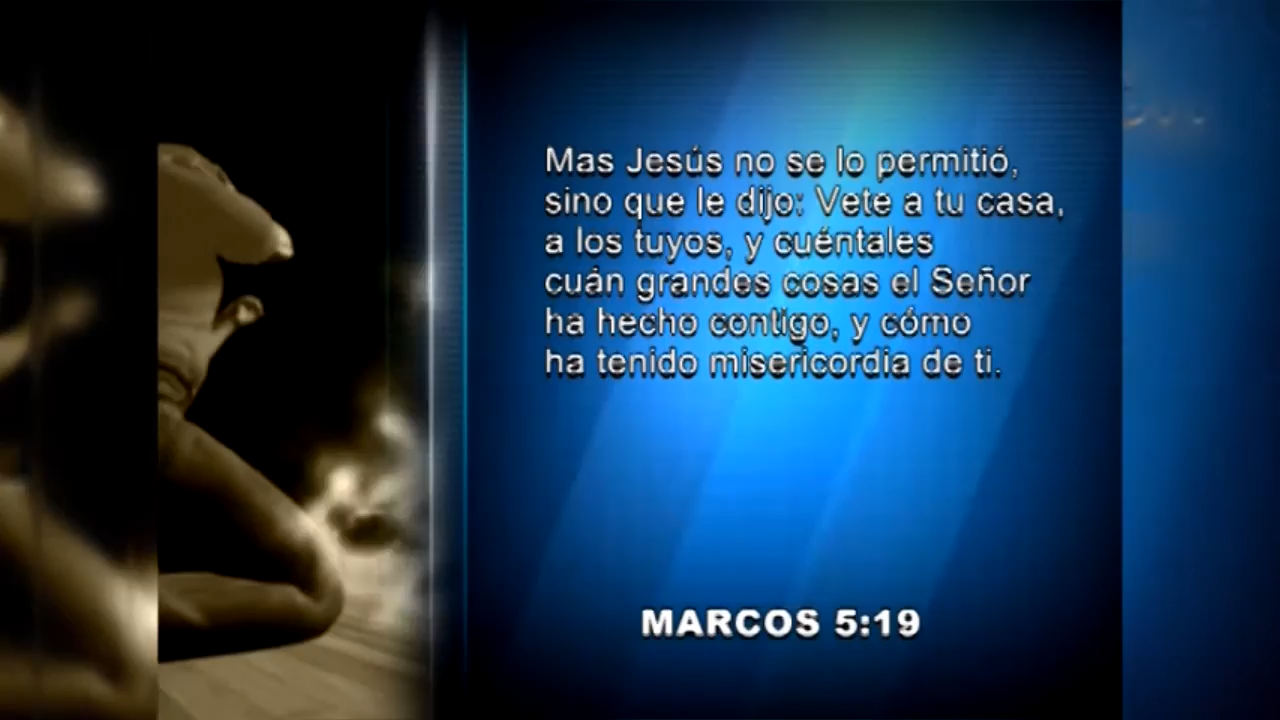 Mas Jesús no se lo permitió,
sino que le dijo: Vete a tu casa,
a los tuyos, y cuéntales
cuán grandes cosas el Señor
ha hecho contigo, y cómo
ha tenido misericordia de ti.
MARCOS 5:19